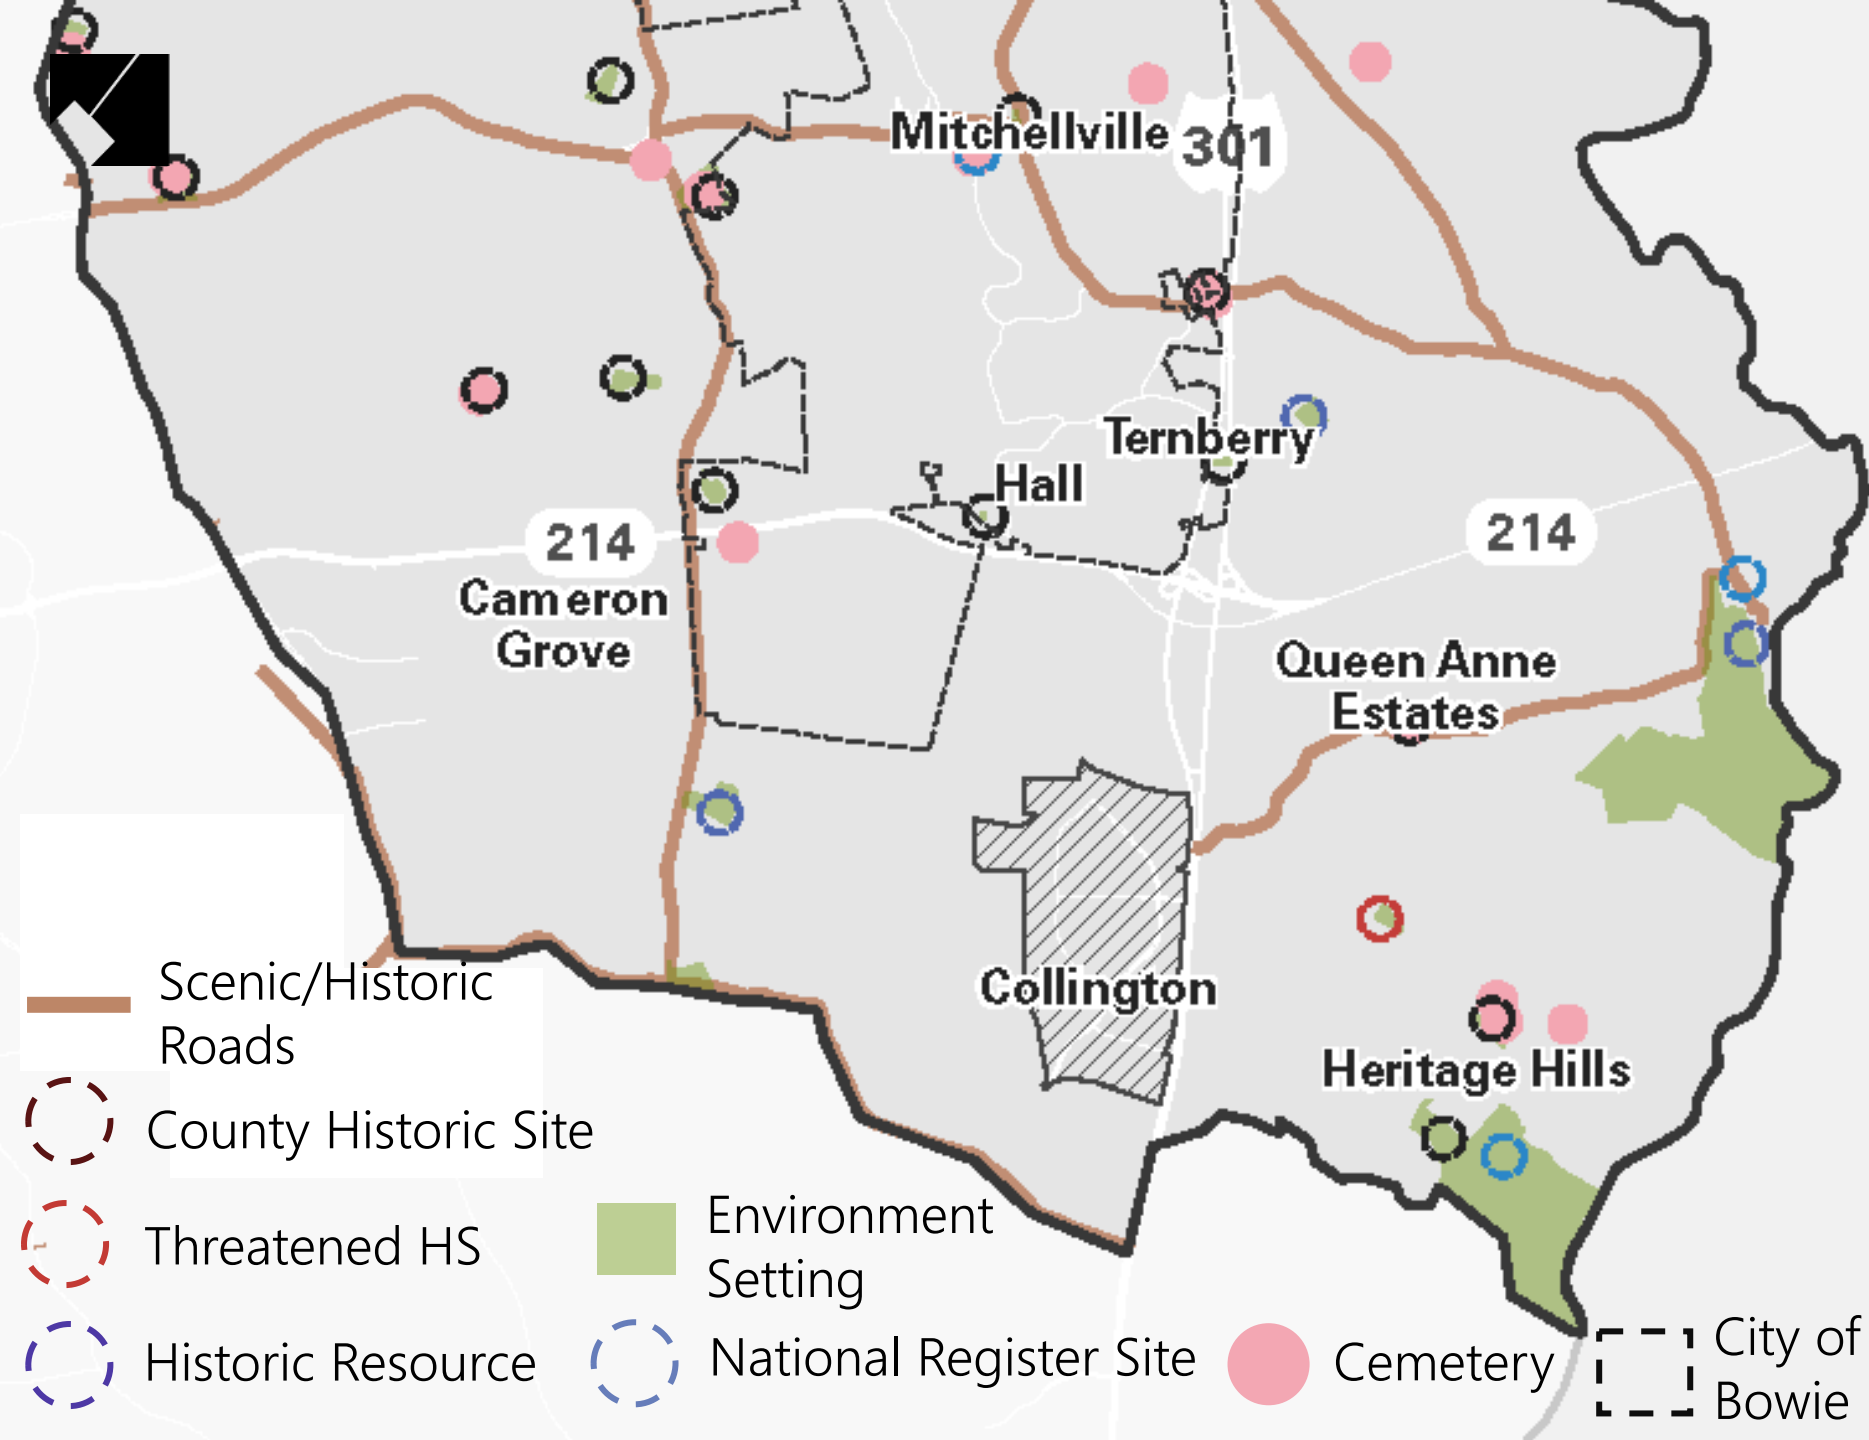 Mitchellville
301
Ternberry
Hall
214
214
Cameron
Grove
Queen Anne
Estates
Collington
Heritage Hills
Scenic/Historic
Roads
County Historic Site
Threatened HS
Environment
Setting
Historic Resource
National Register Site
Cemetery
City of
Bowie